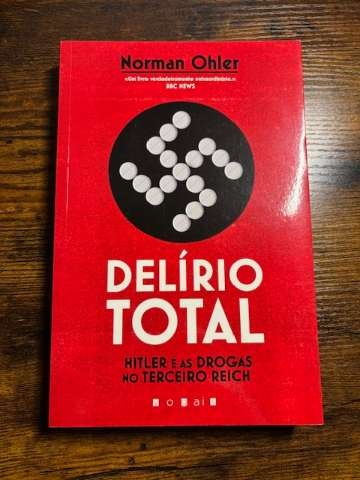 Norman Ohler
«Um livro verdadeiramente extraordinário.»
BBC NEWS
DELÍRIO
TOTAL
HITLER E AS DROGAS
NO TERCEIRO REICH